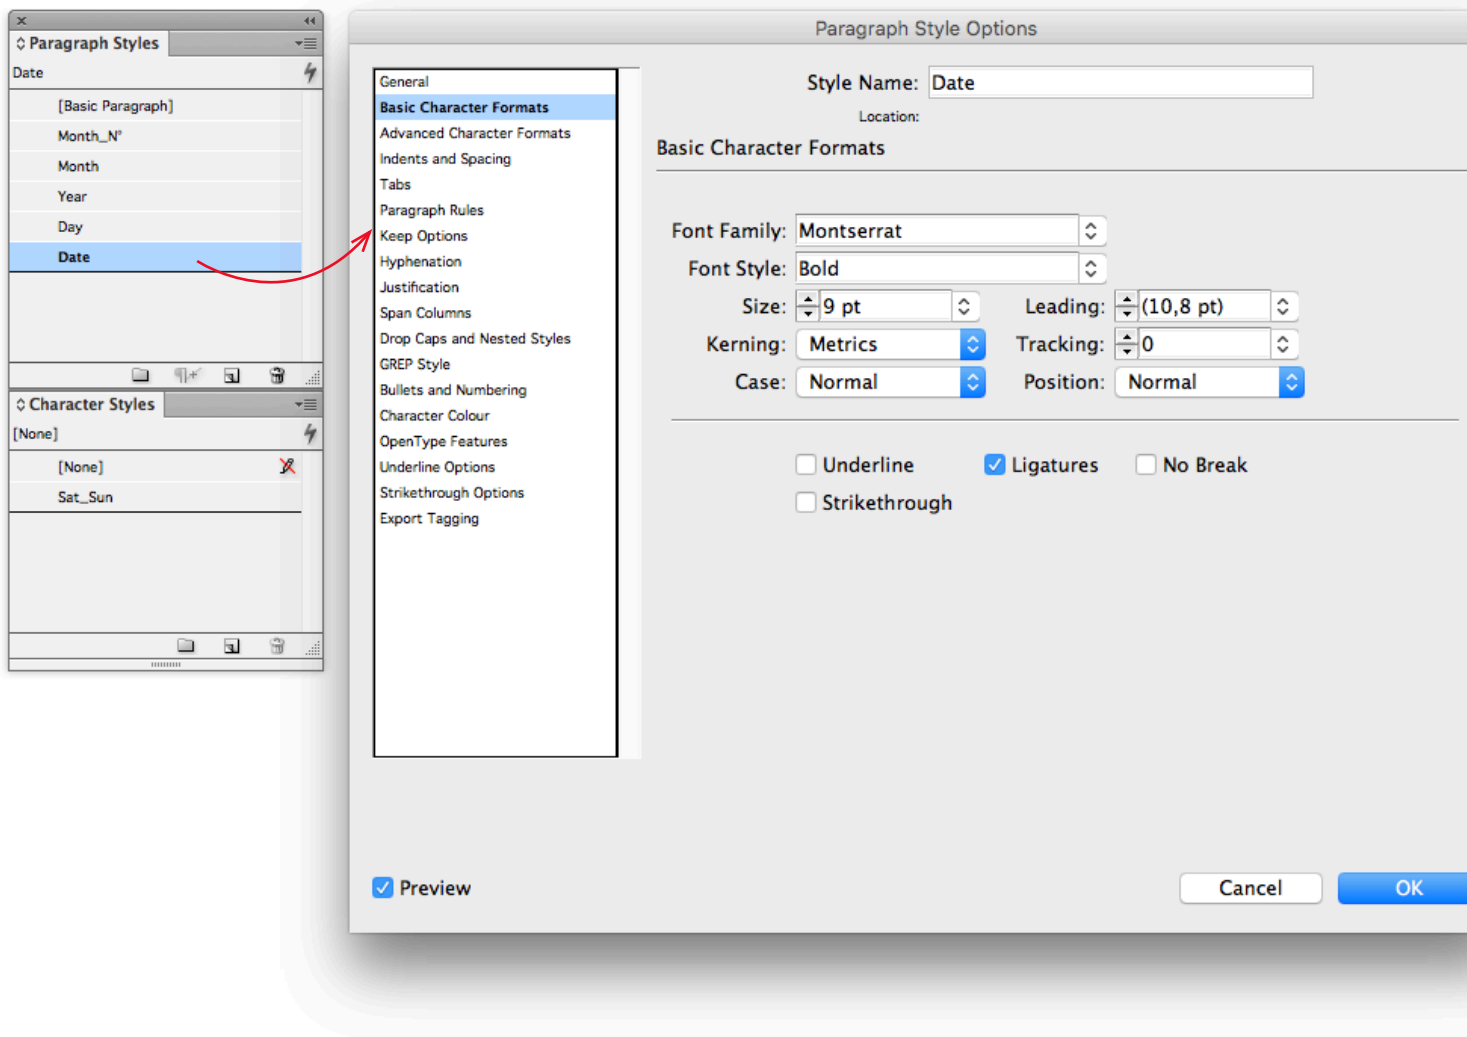 Paragraph Styles
Date
[Basic Paragraph]
Month_N°
Month
Year
Day
Date
Character Styles
[None]
[None]
Sat_Sun
Paragraph Style Options
General
Basic Character Formats
Advanced Character Formats
Indents and Spacing
Tabs
Paragraph Rules
Keep Options
Hyphenation
Justification
Span Columns
Drop Caps and Nested Styles
GREP Style
Bullets and Numbering
Character Colour
OpenType Features
Underline Options
Strikethrough Options
Export Tagging
Style Name: Date
Location:
Basic Character Formats
Font Family: Montserrat
Font Style: Bold
Size: 9 pt Leading: (10,8 pt)
Kerning: Metrics Tracking: 0
Case: Normal Position: Normal
Underline Ligatures No Break
Strikethrough
Preview Cancel OK